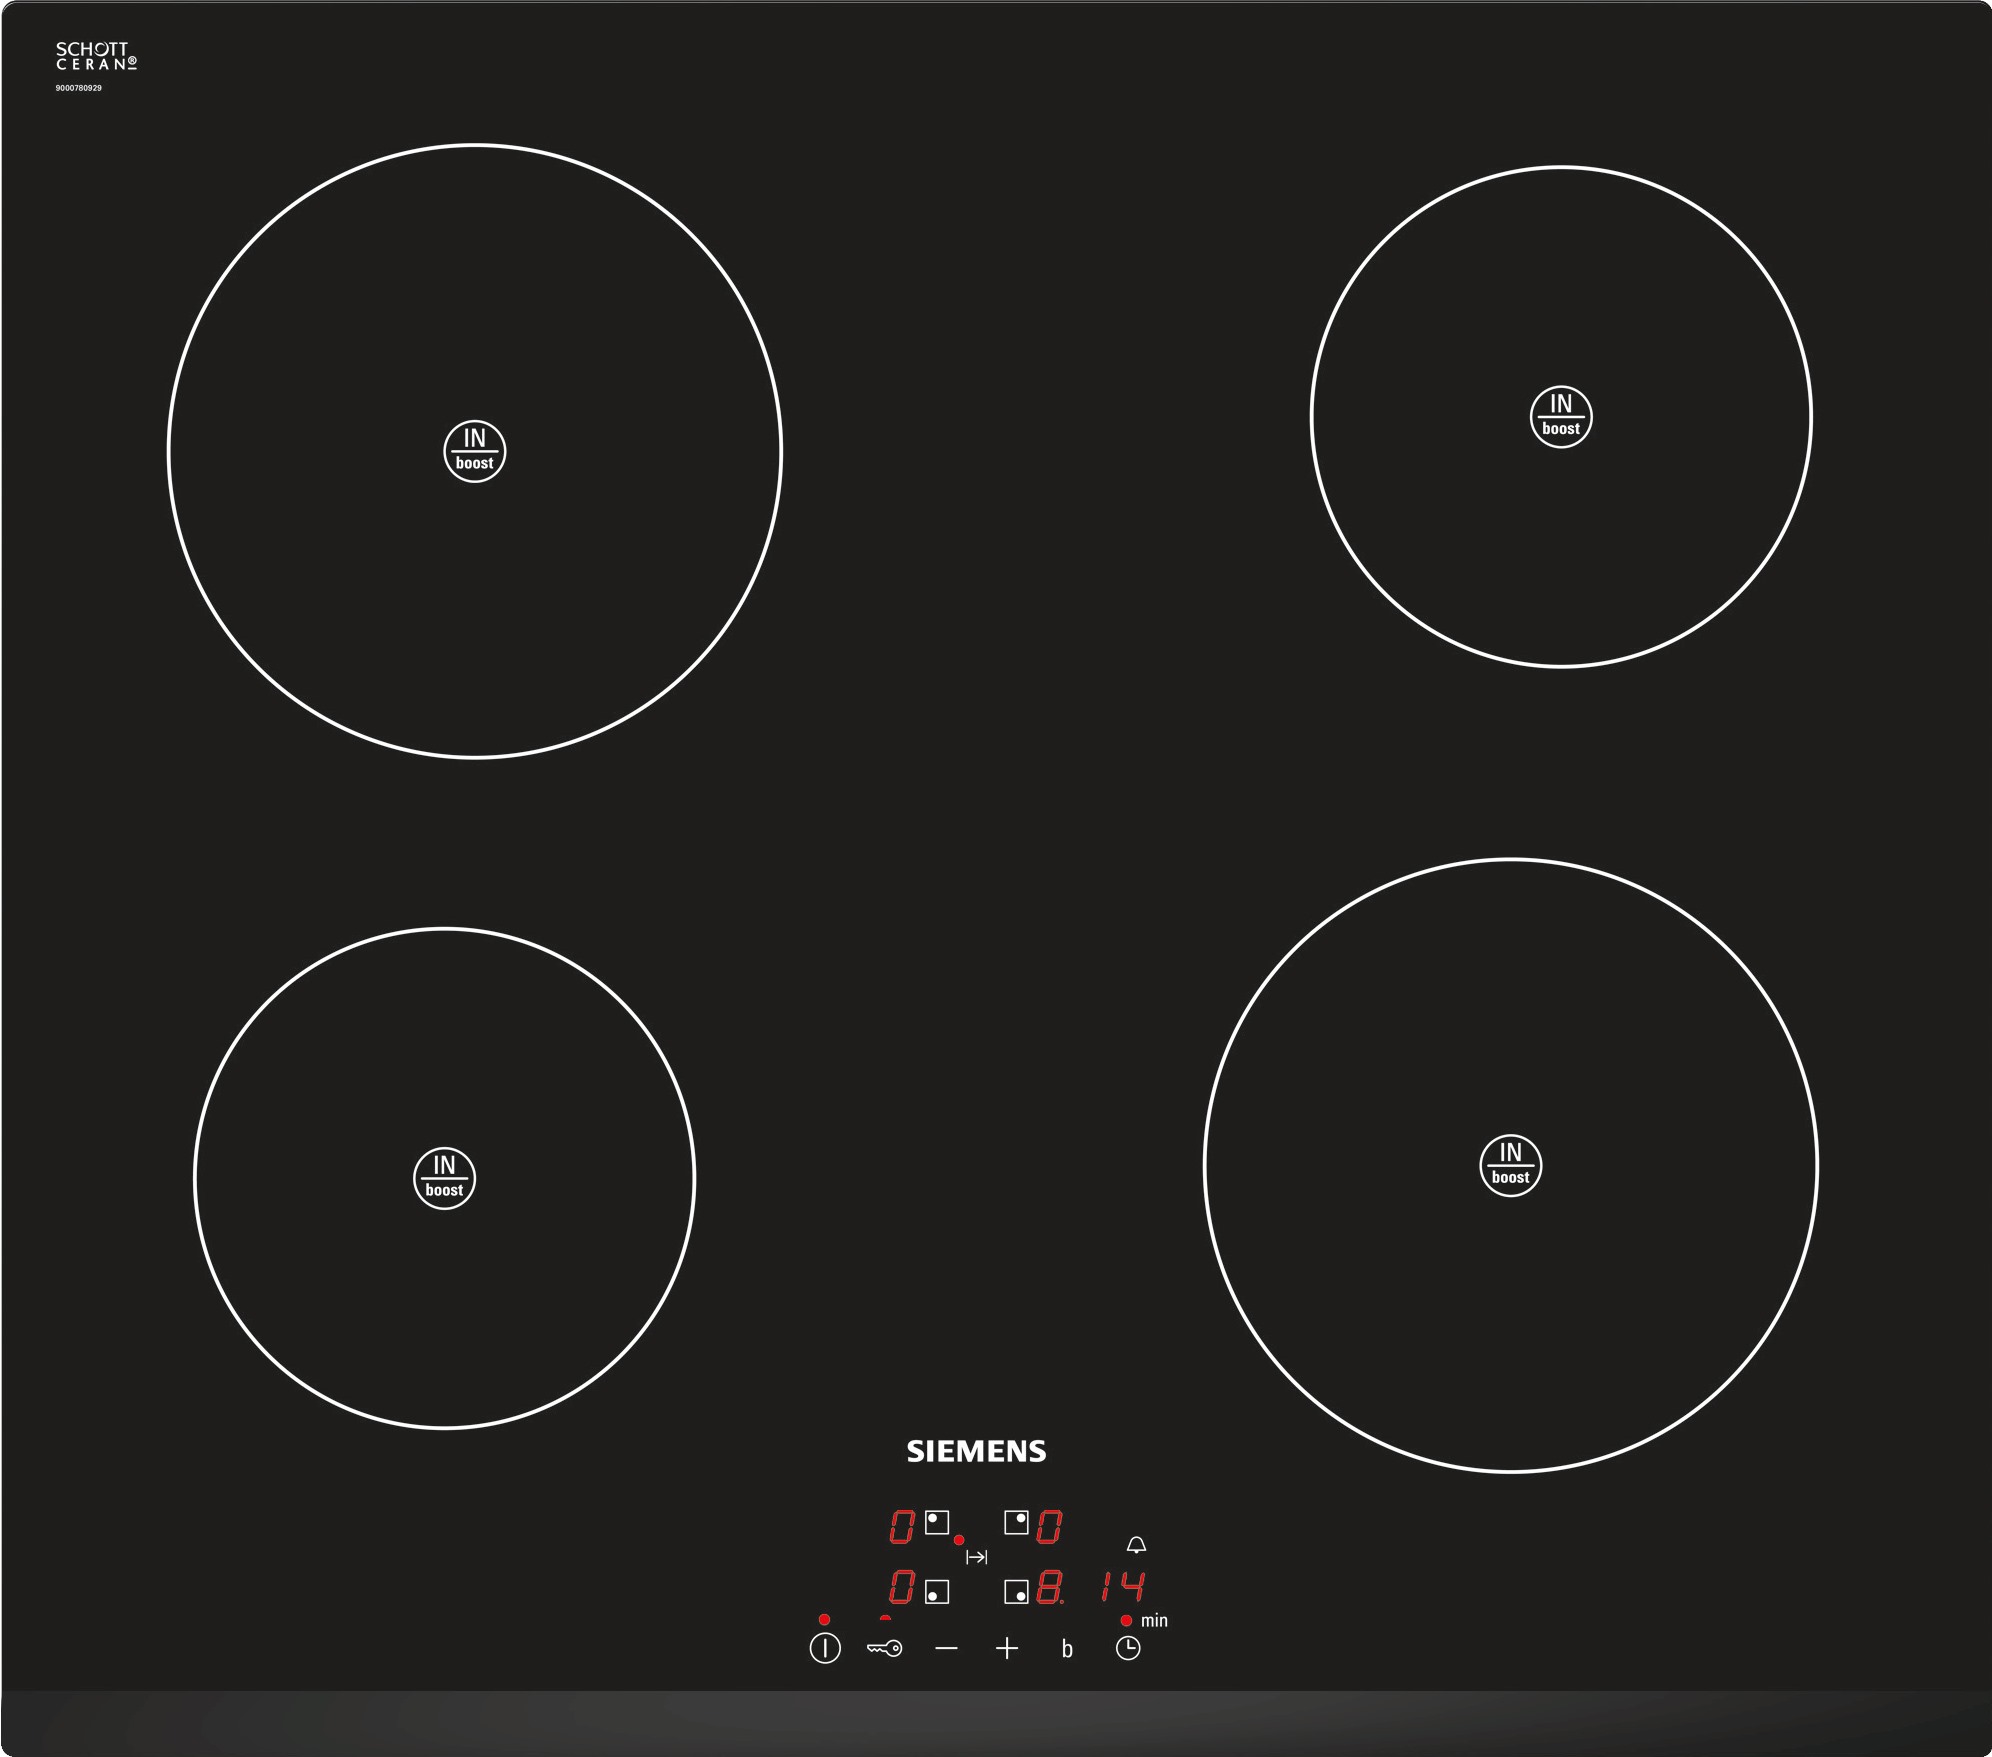 SCHOTT
CERAN®
9000780929
IN
boost
IN
boost
IN
boost
IN
boost
SIEMENS
0 0
0 8. 14
min
b